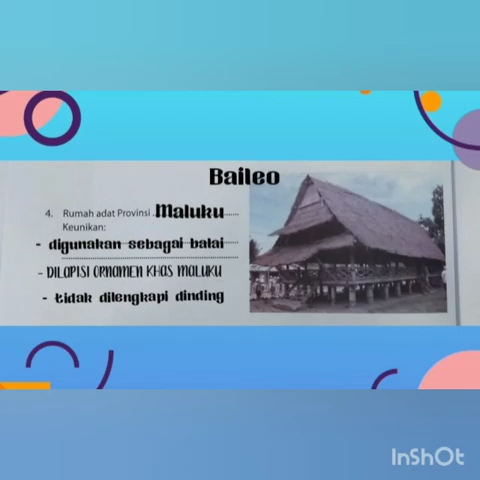 Baileo
4. Rumah adat Provinsi Maluku
Keunikan:
- digunakan sebagai balai
- DILAPISI ORNAMEN KHAS MALUKU
- tidak dilengkapi dinding
InShOt